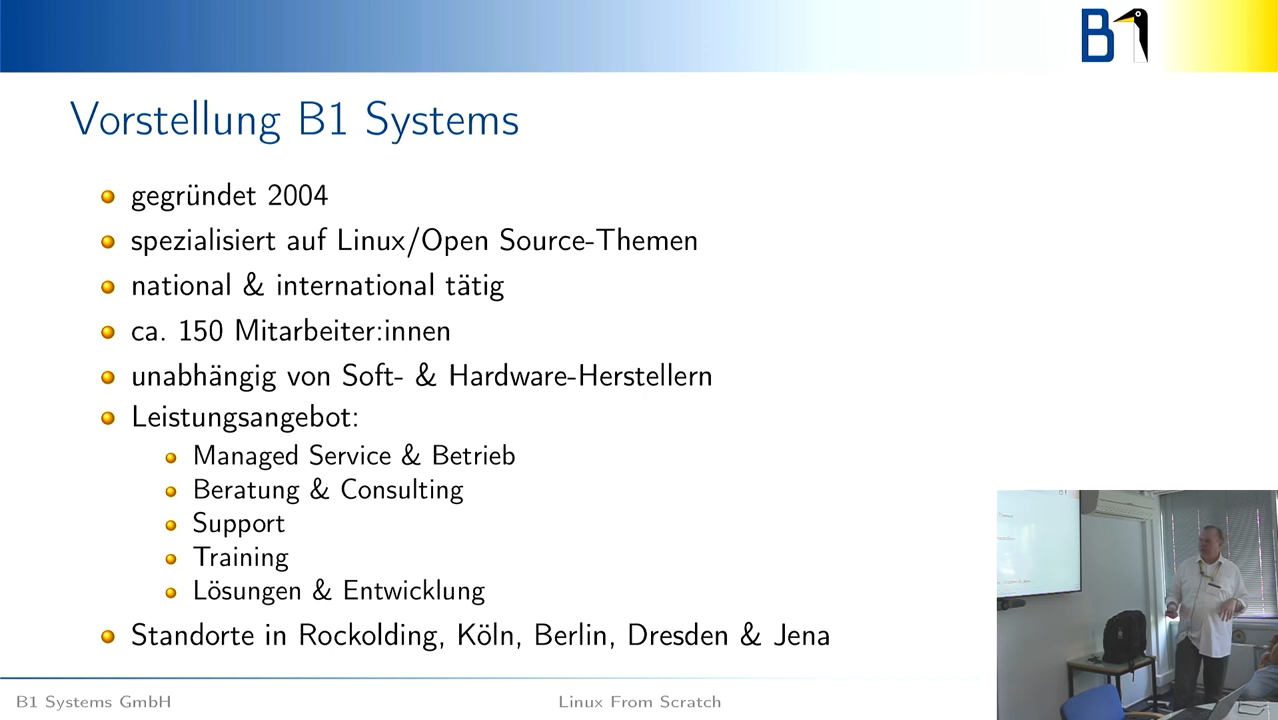 B1
Vorstellung B1 Systems
gegründet 2004
spezialisiert auf Linux/Open Source-Themen
national & international tätig
ca. 150 Mitarbeiter:innen
unabhängig von Soft- & Hardware-Herstellern
Leistungsangebot:
Managed Service & Betrieb
Beratung & Consulting
Support
Training
Lösungen & Entwicklung
Standorte in Rockolding, Köln, Berlin, Dresden & Jena
B1 Systems GmbH
Linux From Scratch